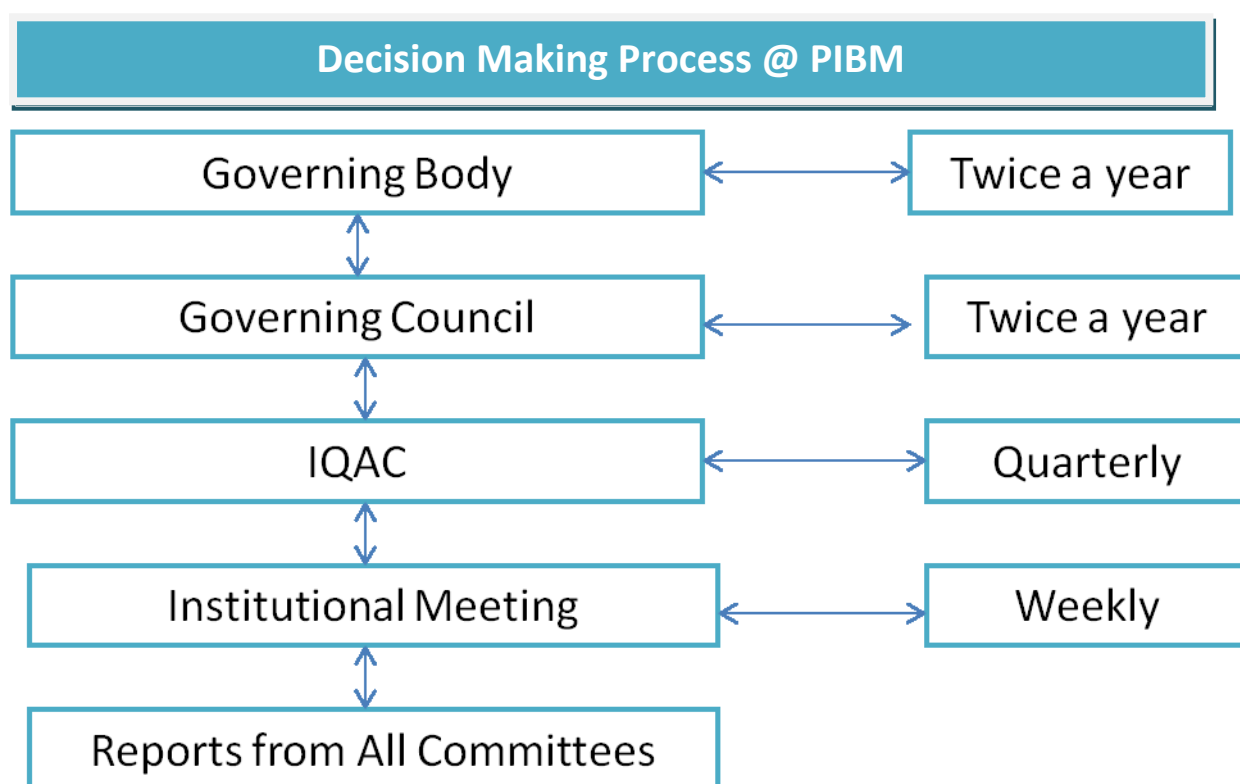 Decision Making Process @ PIBM
Governing Body
Twice a year
Governing Council
Twice a year
IQAC
Quarterly
Institutional Meeting
Weekly
Reports from All Committees